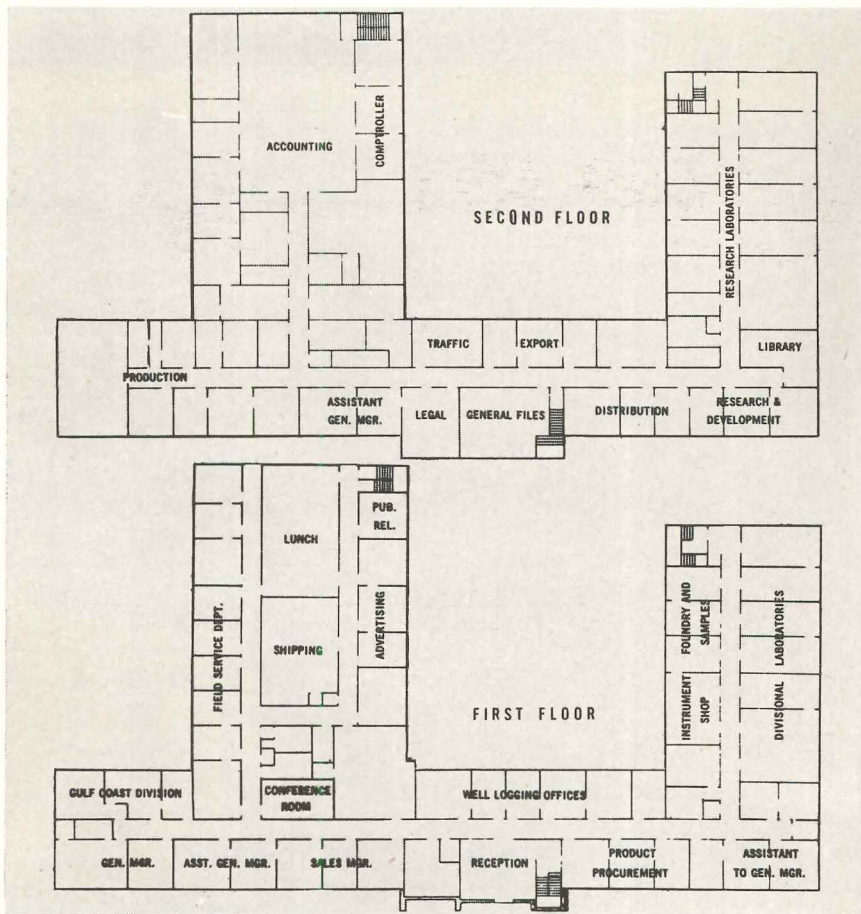 ACCOUNTING
COMPTROLLER
SECOND FLOOR
RESEARCH LABORATORIES
TRAFFIC
EXPORT
LIBRARY
PRODUCTION
ASSISTANT
GEN. MGR.
LEGAL
GENERAL FILES
DISTRIBUTION
RESEARCH &
DEVELOPMENT
PUB.
REL.
LUNCH
FIELD SERVICE DEPT.
SHIPPING
ADVERTISING
FOUNDRY AND
SAMPLES
INSTRUMENT
SHOP
DIVISIONAL LABORATORIES
FIRST FLOOR
GULF COAST DIVISION
CONFERENCE
ROOM
WELL LOGGING OFFICES
GEN. MGR.
ASST. GEN. MGR.
SALES MGR.
RECEPTION
PRODUCT
PROCUREMENT
ASSISTANT
TO GEN. MGR.